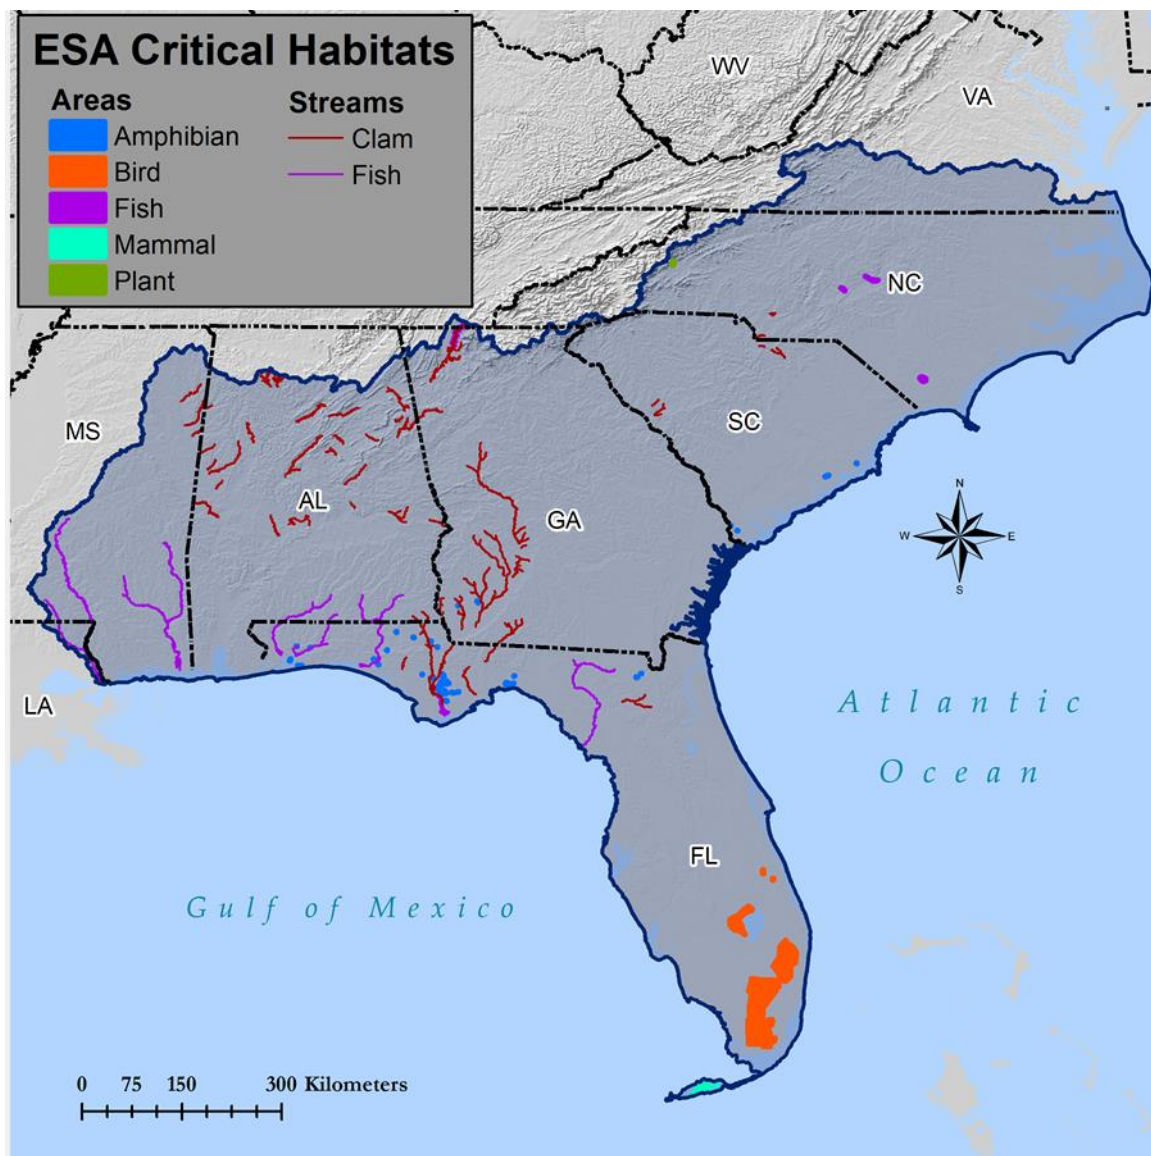 ESA Critical Habitats
Areas
Streams
Amphibian
Clam
Bird
Fish
Fish
Mammal
Plant
WV
VA
NC
MS
SC
AL
GA
N
W
E
S
LA
Atlantic
Ocean
FL
Gulf of Mexico
0 75 150 300 Kilometers